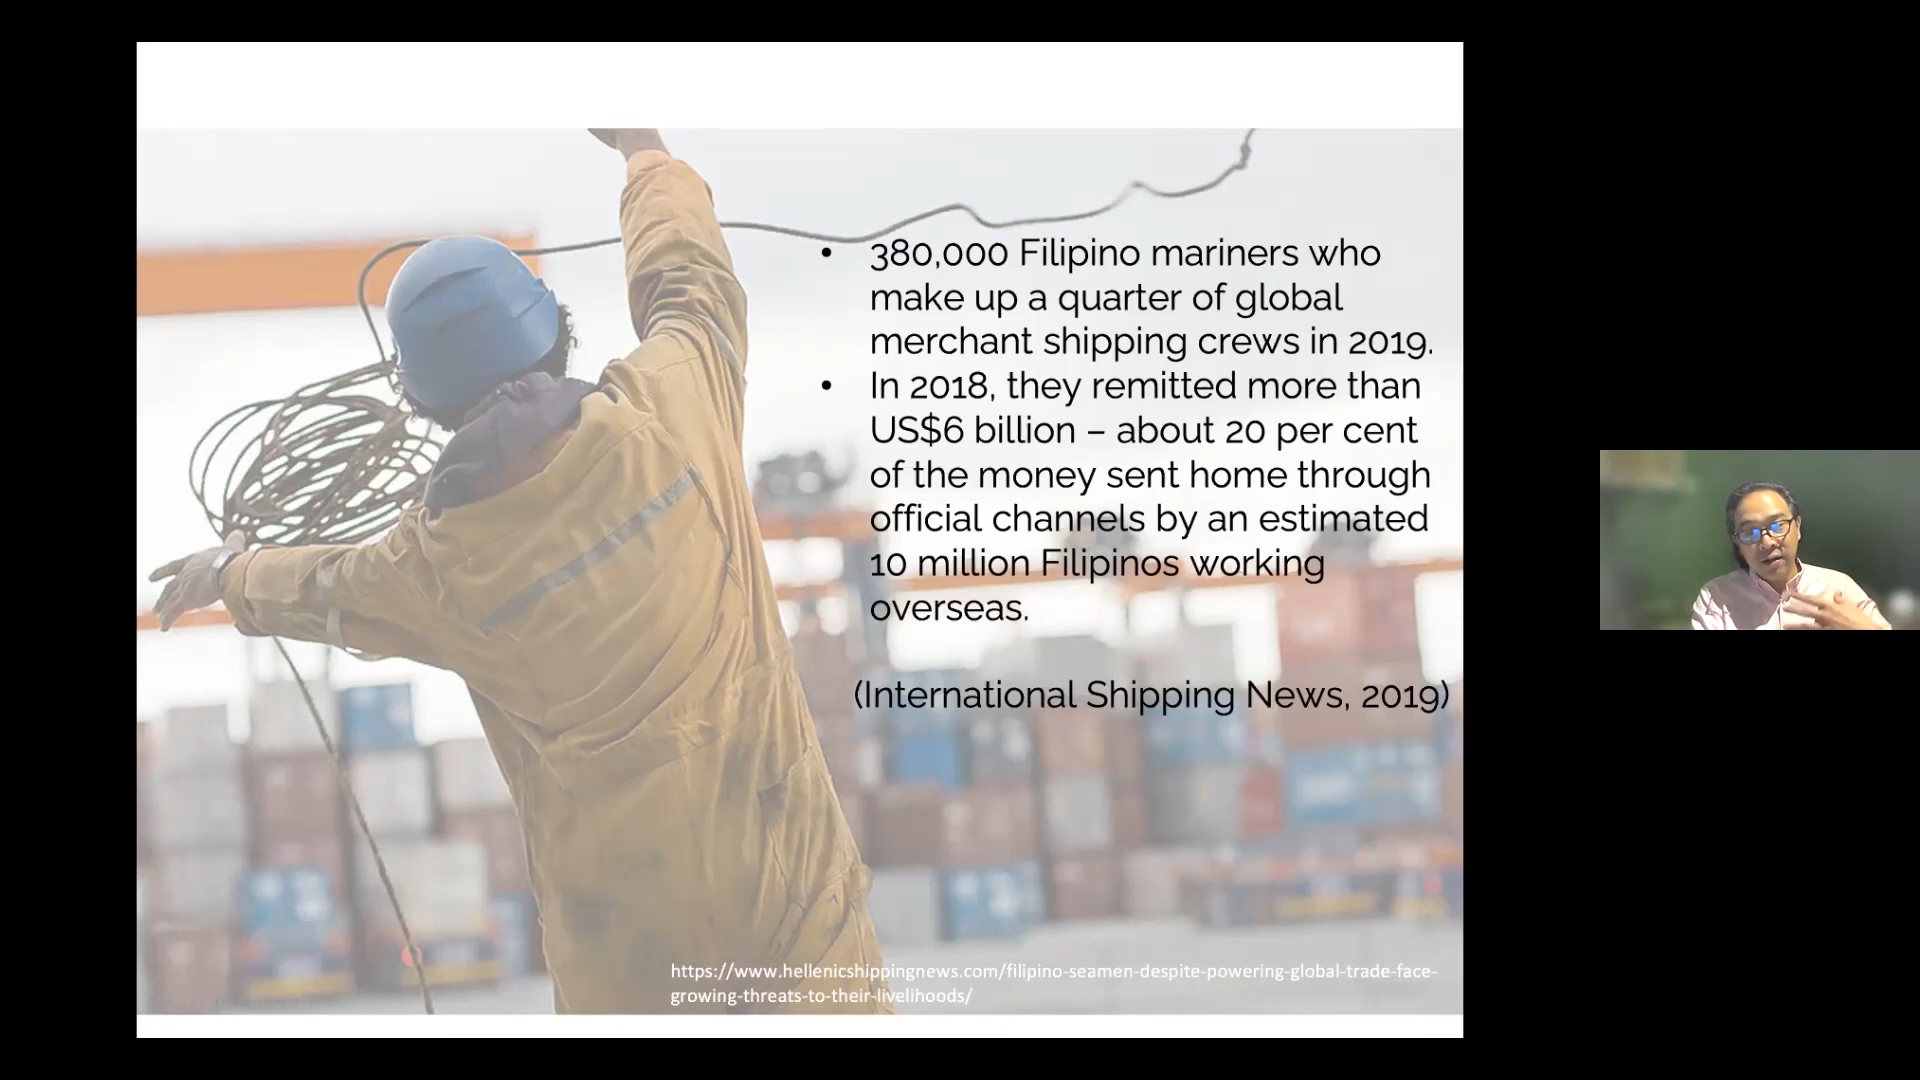 • 380,000 Filipino mariners who
make up a quarter of global
merchant shipping crews in 2019.
• In 2018, they remitted more than
US$6 billion – about 20 per cent
of the money sent home through
official channels by an estimated
10 million Filipinos working
overseas.
(International Shipping News, 2019)
https://www.hellenicshippingnews.com/filipino-seamen-despite-powering-global-trade-face-
growing-threats-to-their-livelihoods/